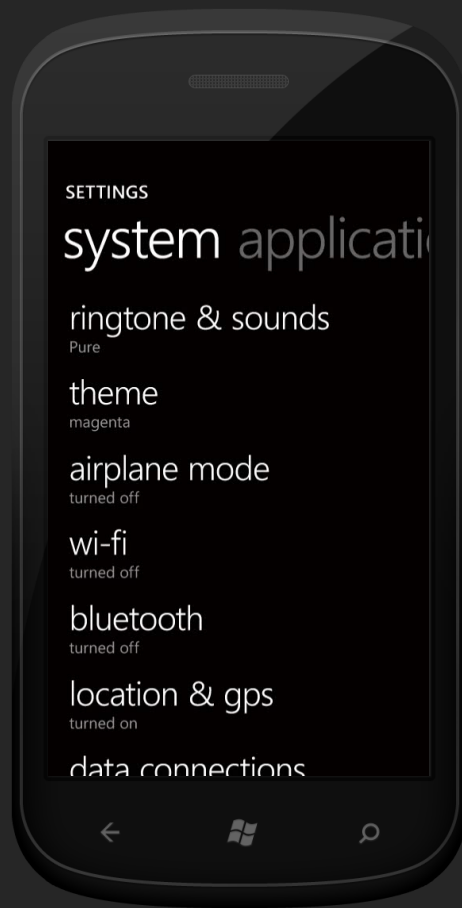 SETTINGS
system applicati
ringtone & sounds
Pure
theme
magenta
airplane mode
turned off
wi-fi
turned off
bluetooth
turned off
location & gps
turned on
data connections